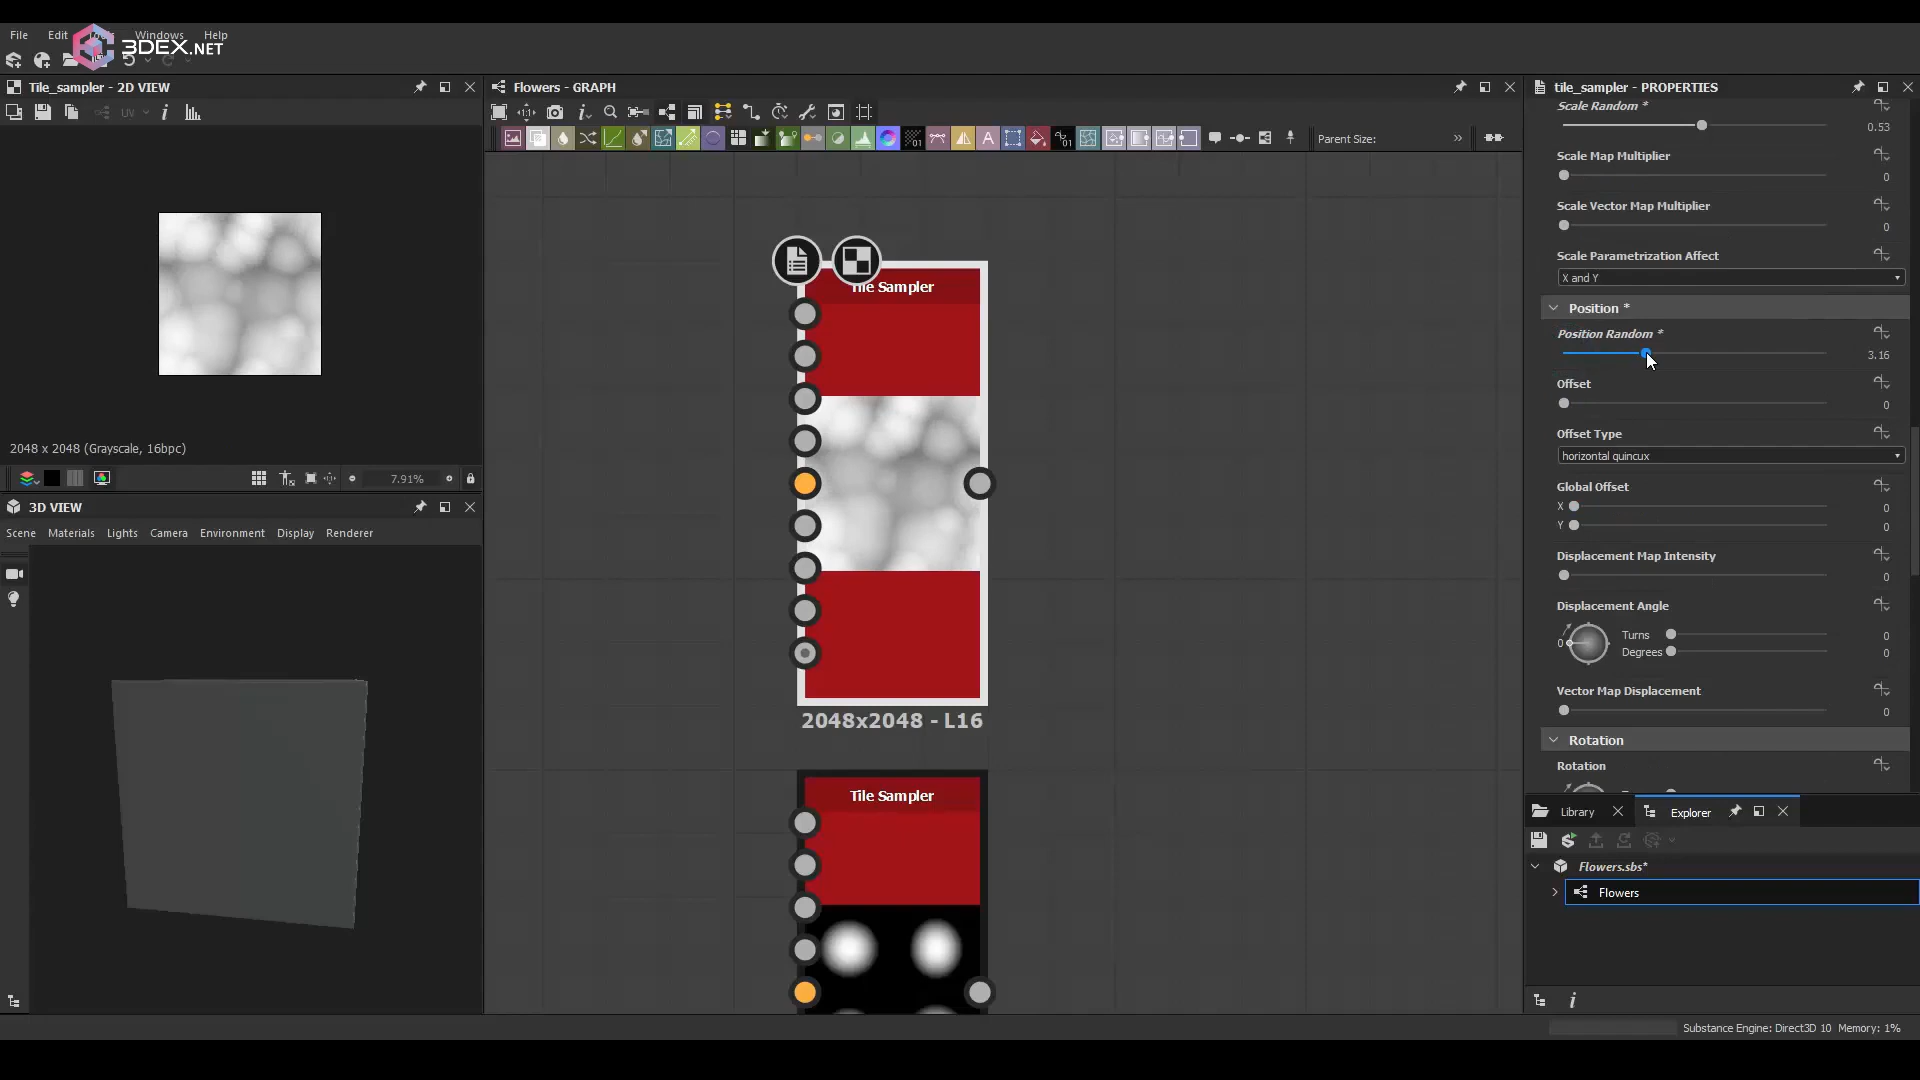 File Edit Windows Help
3DEX.NET
Tile_sampler - 2D VIEW
UV
2048 x 2048 (Grayscale, 16bpc)
7.91%
3D VIEW
Scene Materials Lights Camera Environment Display Renderer
Flowers - GRAPH
Parent Size:
Tile Sampler
2048x2048 - L16
Tile Sampler
tile_sampler - PROPERTIES
Scale Random *
0.53
Scale Map Multiplier
0
Scale Vector Map Multiplier
0
Scale Parametrization Affect
X and Y
Position *
Position Random *
3.16
Offset
0
Offset Type
horizontal quincux
Global Offset
X 0
Y 0
Displacement Map Intensity
0
Displacement Angle
0 Turns 0
Degrees 0
Vector Map Displacement
0
Rotation
Rotation
Library Explorer
Flowers.sbs*
Flowers
Substance Engine: Direct3D 10 Memory: 1%